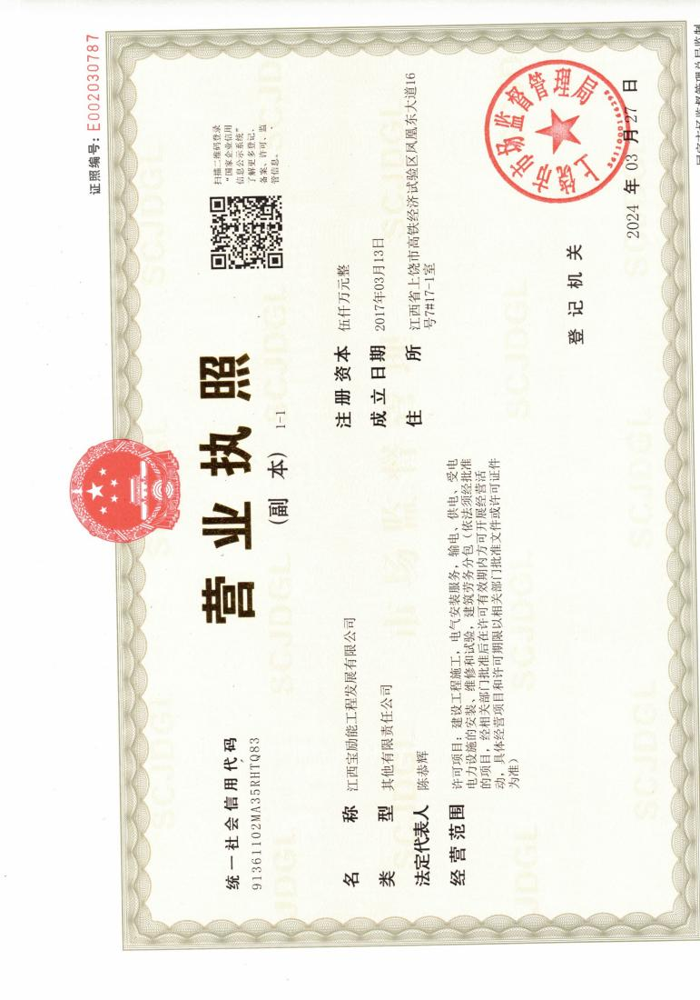 证照编号：E002030787
统一社会信用代码
91361102MA35RHTQ83
营业执照
(副 本) 1-1
扫描二维码登录
“国家企业信用
信息公示系统”
了解更多登记、
备案、许可、监
管信息。
名称 江西宝励能工程发展有限公司
类型 其他有限责任公司
法定代表人 陈恭辉
经营范围 许可项目：建设工程施工，电气安装服务，输电、供电、受电
电力设施的安装、维修和试验，建筑劳务分包（依法须经批准
的项目，经相关部门批准后在许可有效期内方可开展经营活
动，具体经营项目和许可期限以相关部门批准文件或许可证件
为准）
注册资本 伍仟万元整
成立日期 2017年03月13日
住所 江西省上饶市高铁经济试验区凤凰东大道16
号7#17-1室
登记机关
上饶市市场监督管理局
2024 年 03 月 27 日